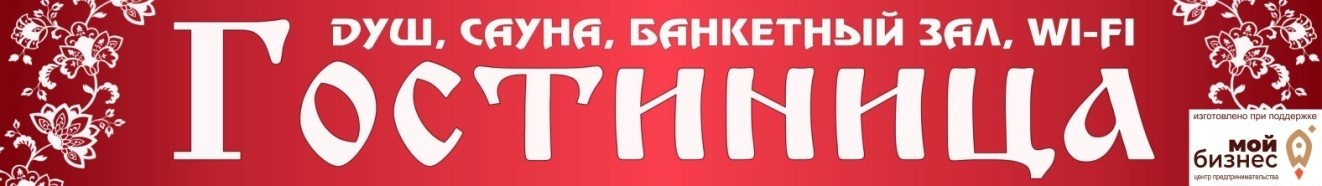 ДУШ, САУНА, БАНКЕТНЫЙ ЗАЛ, WI-FI
ГОСТИНИЦА
изготовлено при поддержке
мой
бизнес
центр предпринимательства